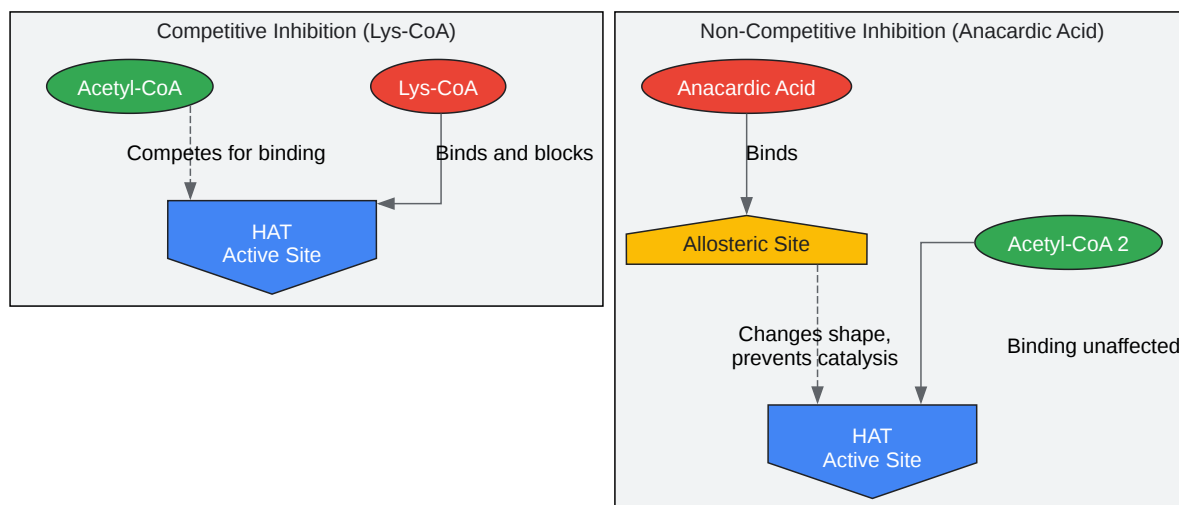 Competitive Inhibition (Lys-CoA)
Acetyl-CoA
Lys-CoA
Competes for binding
Binds and blocks
HAT
Active Site
Non-Competitive Inhibition (Anacardic Acid)
Anacardic Acid
Binds
Allosteric Site
Acetyl-CoA 2
Changes shape,
prevents catalysis
Binding unaffected
HAT
Active Site